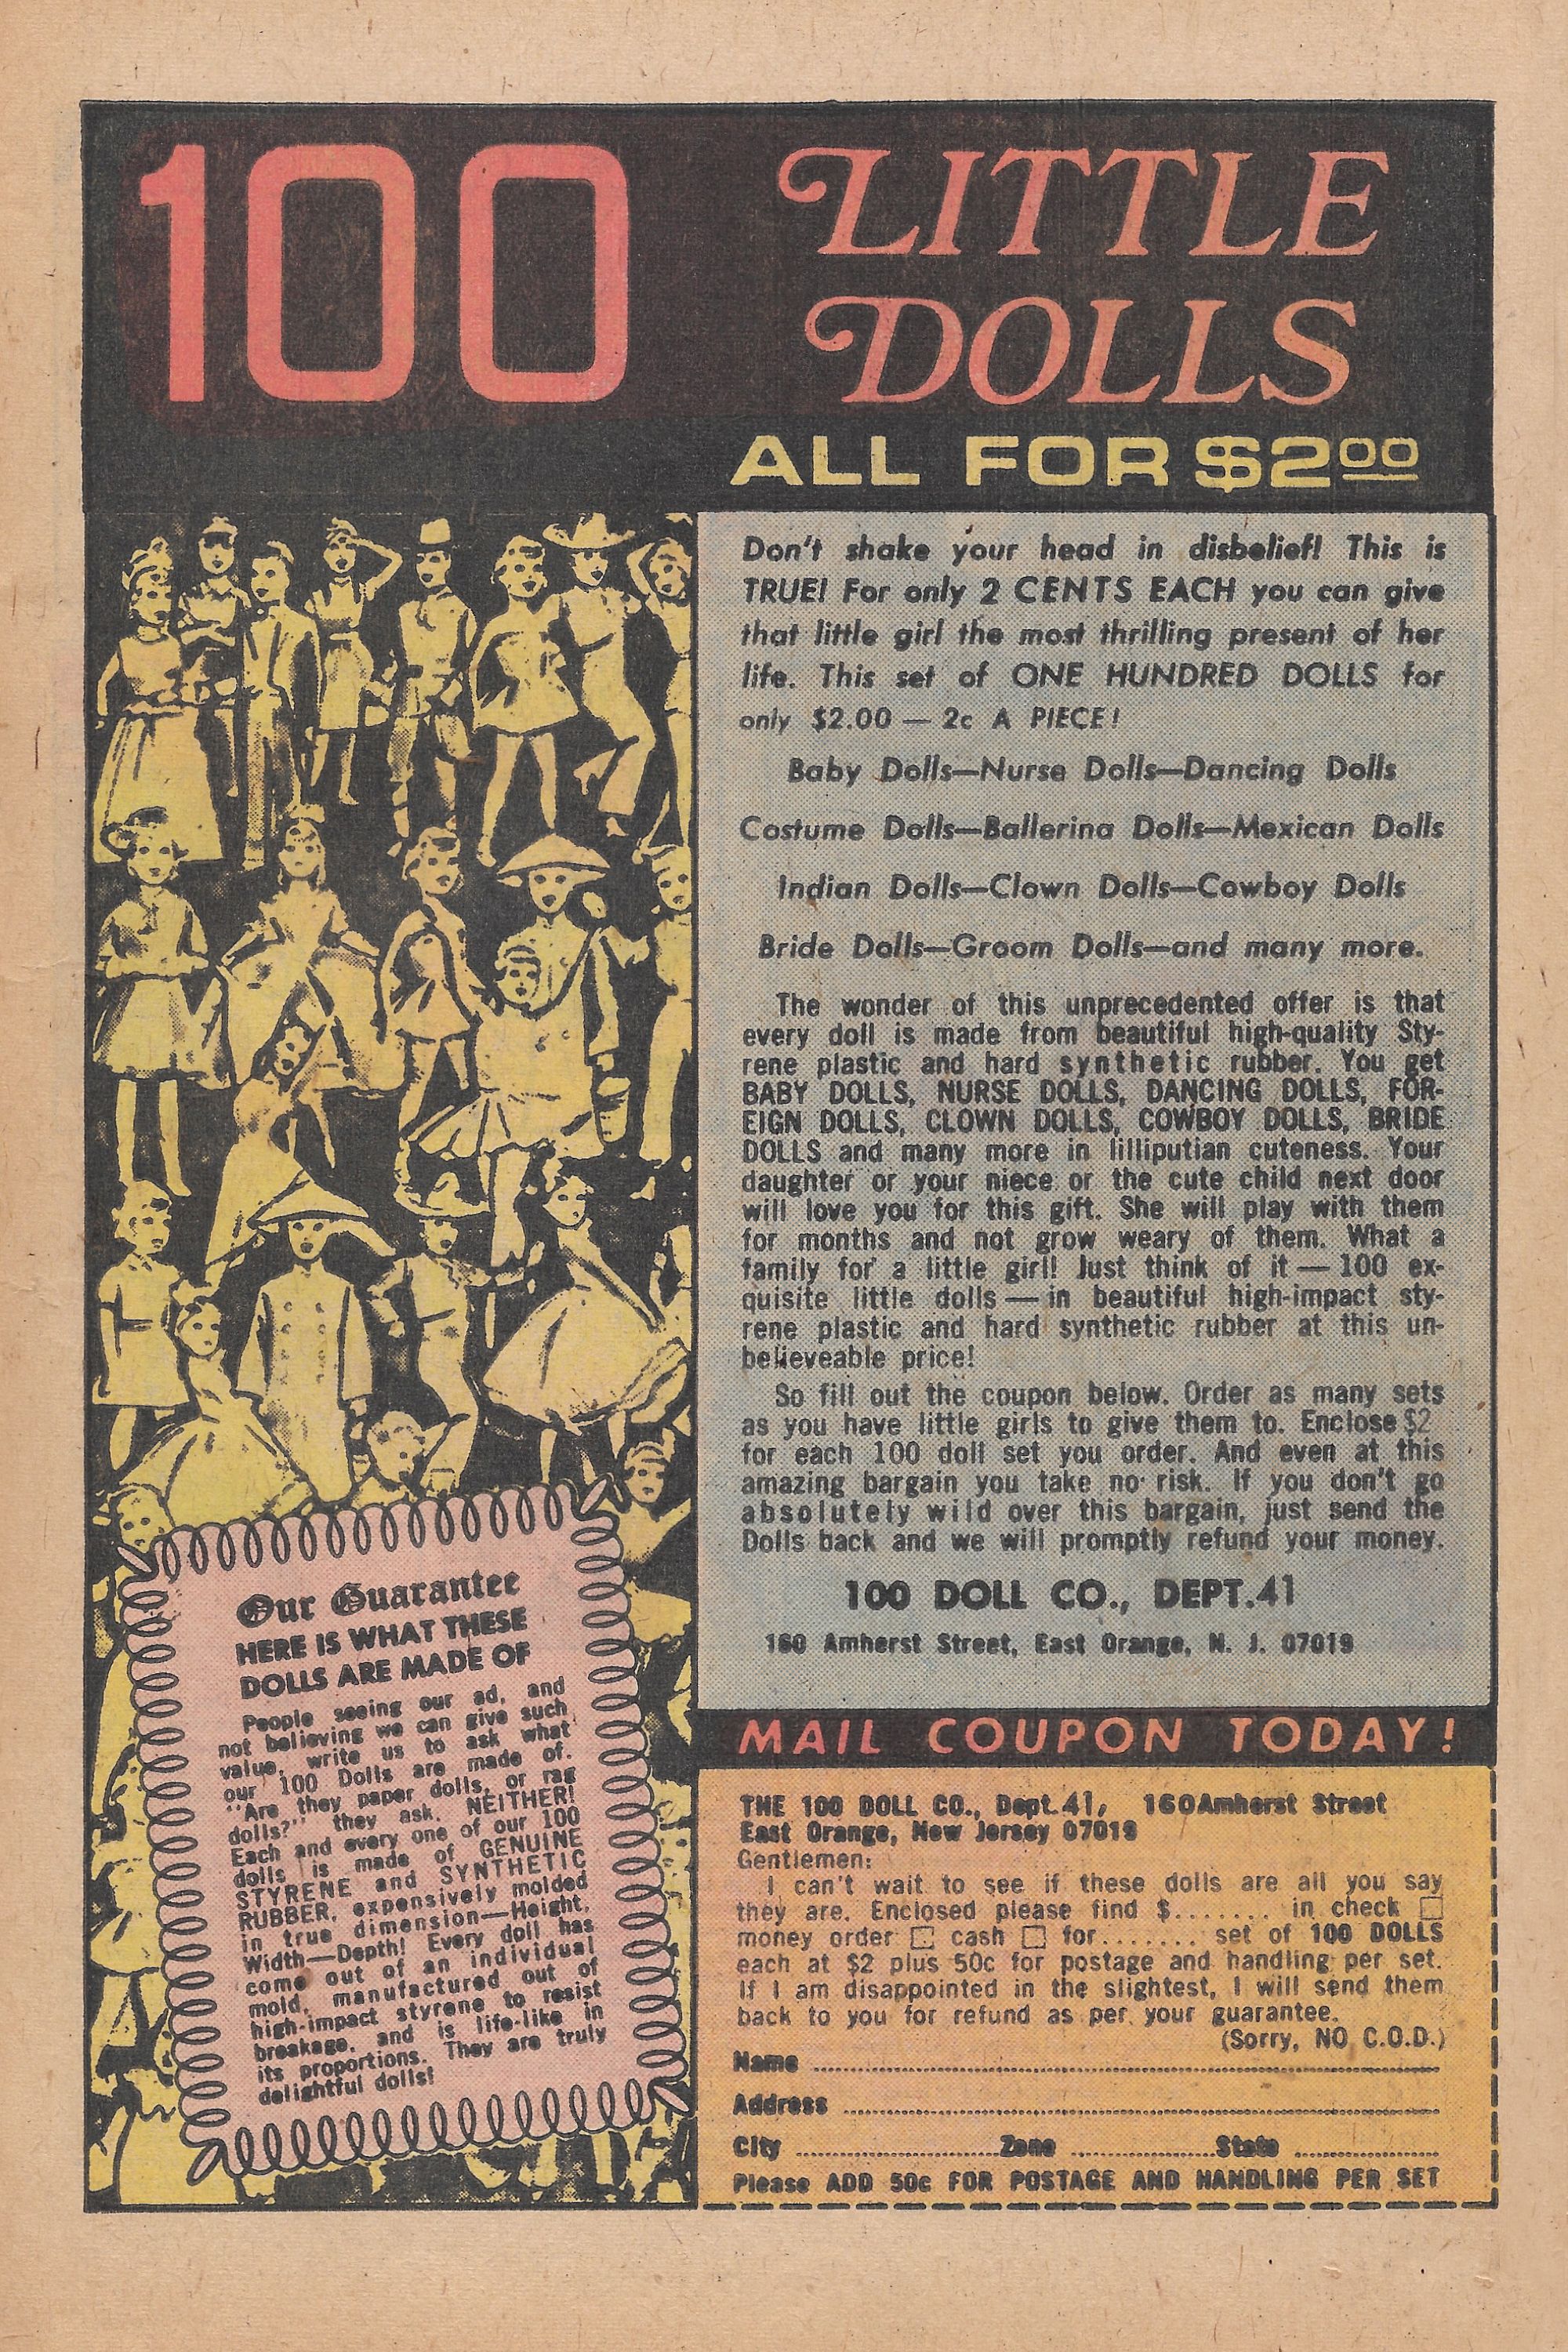 100
LITTLE
DOLLS
ALL FOR $2.00
Don't shake your head in disbelief! This is
TRUE! For only 2 CENTS EACH you can give
that little girl the most thrilling present of her
life. This set of ONE HUNDRED DOLLS for
only $2.00 — 2c A PIECE!
Baby Dolls—Nurse Dolls—Dancing Dolls
Costume Dolls—Ballerina Dolls—Mexican Dolls
Indian Dolls—Clown Dolls—Cowboy Dolls
Bride Dolls—Groom Dolls—and many more.
The wonder of this unprecedented offer is that
every doll is made from beautiful high-quality Sty-
rene plastic and hard synthetic rubber. You get
BABY DOLLS, NURSE DOLLS, DANCING DOLLS, FOR-
EIGN DOLLS, CLOWN DOLLS, COWBOY DOLLS, BRIDE
DOLLS and many more in lilliputian cuteness. Your
daughter or your niece or the cute child next door
will love you for this gift. She will play with them
for months and not grow weary of them. What a
family for a little girl! Just think of it — 100 ex-
quisite little dolls — in beautiful high-impact sty-
rene plastic and hard synthetic rubber at this un-
believeable price!
So fill out the coupon below. Order as many sets
as you have little girls to give them to. Enclose $2
for each 100 doll set you order. And even at this
amazing bargain you take no risk. If you don't go
absolutely wild over this bargain, just send the
Dolls back and we will promptly refund your money.
100 DOLL CO., DEPT.41
160 Amherst Street, East Orange, N. J. 07019
Our Guarantee
HERE IS WHAT THESE
DOLLS ARE MADE OF
People seeing our ad, and
not believing we can give such
value, write us to ask what
our 100 Dolls are made of.
"Are they paper dolls, or rag
dolls?" they ask. NEITHER!
Each and every one of our 100
dolls is made of GENUINE
STYRENE and SYNTHETIC
RUBBER, expensively molded
in true dimension—Height,
Width—Depth! Every doll has
come out of an individual
mold, manufactured out of
high-impact styrene to resist
breakage, and is life-like in
its proportions. They are truly
delightful dolls!
MAIL COUPON TODAY!
THE 100 DOLL CO., Dept.41, 160 Amherst Street
East Orange, New Jersey 07019
Gentlemen:
I can't wait to see if these dolls are all you say
they are. Enclosed please find $....... in check □
money order □ cash □ for....... set of 100 DOLLS
each at $2 plus 50c for postage and handling per set.
If I am disappointed in the slightest, I will send them
back to you for refund as per your guarantee.
(Sorry, NO C.O.D.)
Name
Address
City Zone State
Please ADD 50c FOR POSTAGE AND HANDLING PER SET